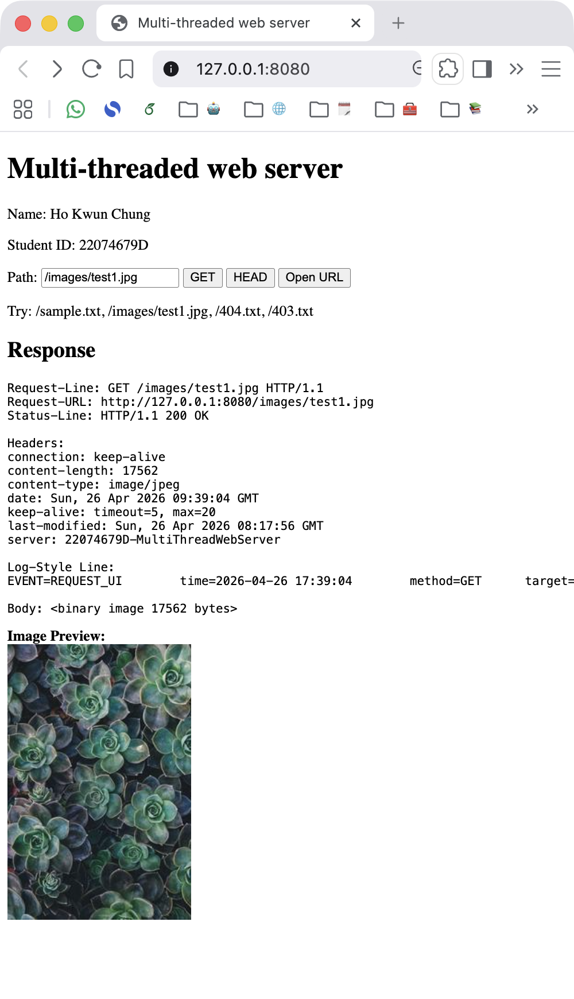 Multi-threaded web server
127.0.0.1:8080
Multi-threaded web server
Name: Ho Kwun Chung
Student ID: 22074679D
Path: /images/test1.jpg GET HEAD Open URL
Try: /sample.txt, /images/test1.jpg, /404.txt, /403.txt
Response
Request-Line: GET /images/test1.jpg HTTP/1.1
Request-URL: http://127.0.0.1:8080/images/test1.jpg
Status-Line: HTTP/1.1 200 OK
Headers:
connection: keep-alive
content-length: 17562
content-type: image/jpeg
date: Sun, 26 Apr 2026 09:39:04 GMT
keep-alive: timeout=5, max=20
last-modified: Sun, 26 Apr 2026 08:17:56 GMT
server: 22074679D-MultiThreadWebServer
Log-Style Line:
EVENT=REQUEST_UI time=2026-04-26 17:39:04 method=GET target=
Body: <binary image 17562 bytes>
Image Preview: